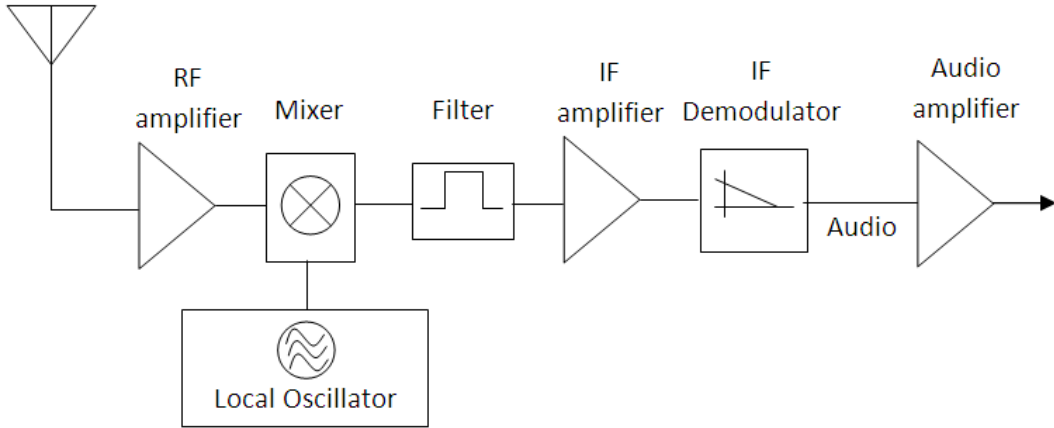 RF
amplifier
Mixer
Filter
IF
amplifier
IF
Demodulator
Audio
amplifier
Audio
Local Oscillator